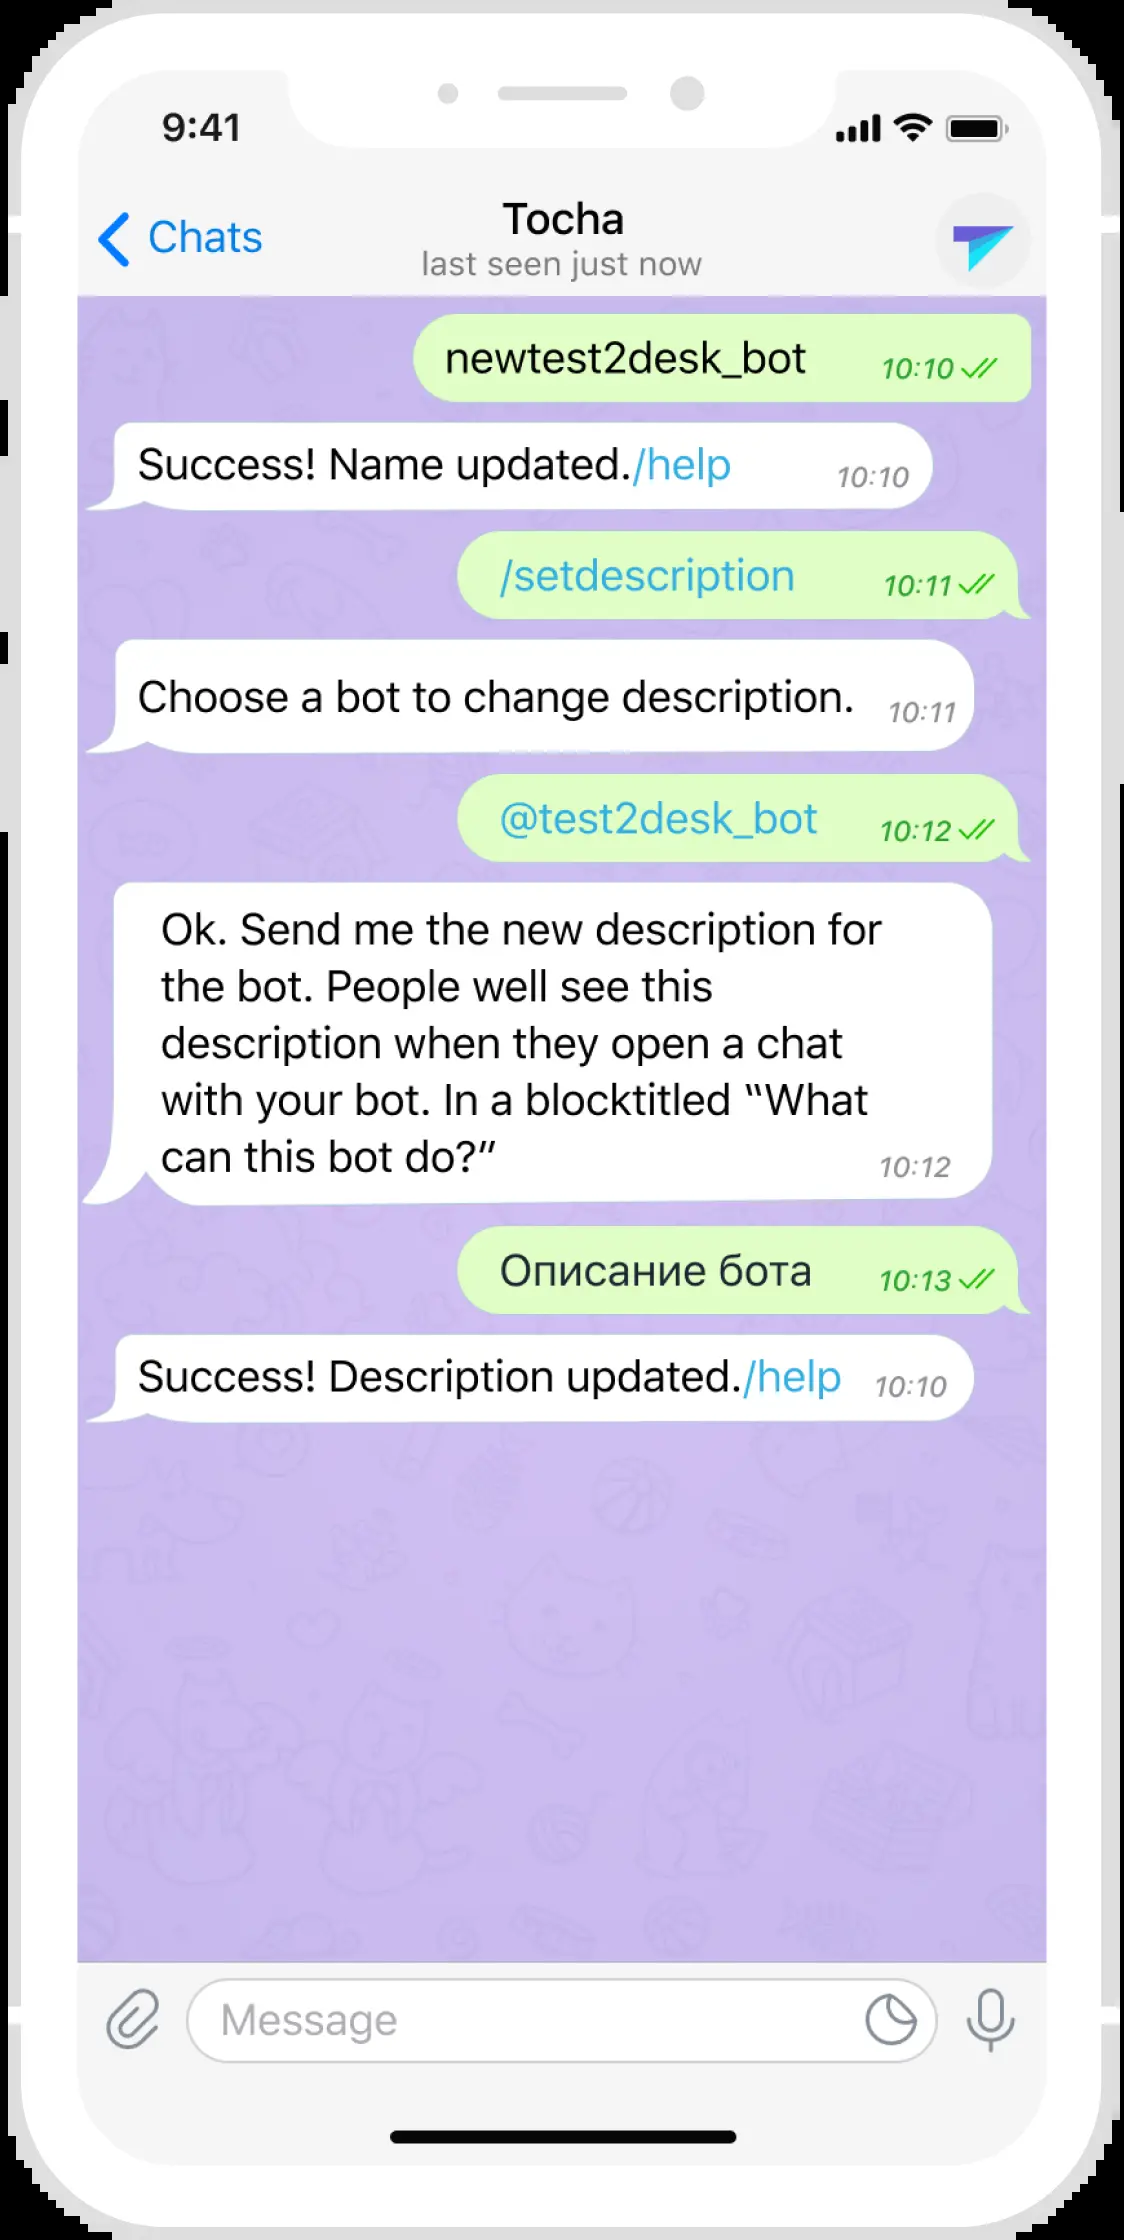 9:41
Chats
Tocha
last seen just now
newtest2desk_bot 10:10
Success! Name updated./help 10:10
/setdescription 10:11
Choose a bot to change description. 10:11
@test2desk_bot 10:12
Ok. Send me the new description for
the bot. People well see this
description when they open a chat
with your bot. In a blocktitled “What
can this bot do?” 10:12
Описание бота 10:13
Success! Description updated./help 10:10
Message